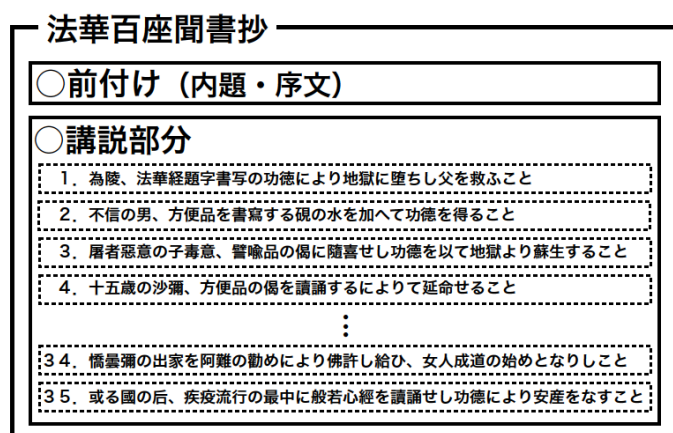 法華百座聞書抄
○前付け（内題・序文）
○講説部分
１．為陵、法華経題字書写の功徳により地獄に堕ちし父を救ふこと
２．不信の男、方便品を書寫する硯の水を加へて功徳を得ること
３．屠者惡意の子毒意、譬喩品の偈に隨喜せし功徳を以て地獄より蘇生すること
４．十五歳の沙彌、方便品の偈を讀誦するによりて延命せること
⋮
３４．憍曇彌の出家を阿難の勸めにより佛許し給ひ、女人成道の始めとなりしこと
３５．或る國の后、疾疫流行の最中に般若心經を讀誦せし功徳により安産をなすこと